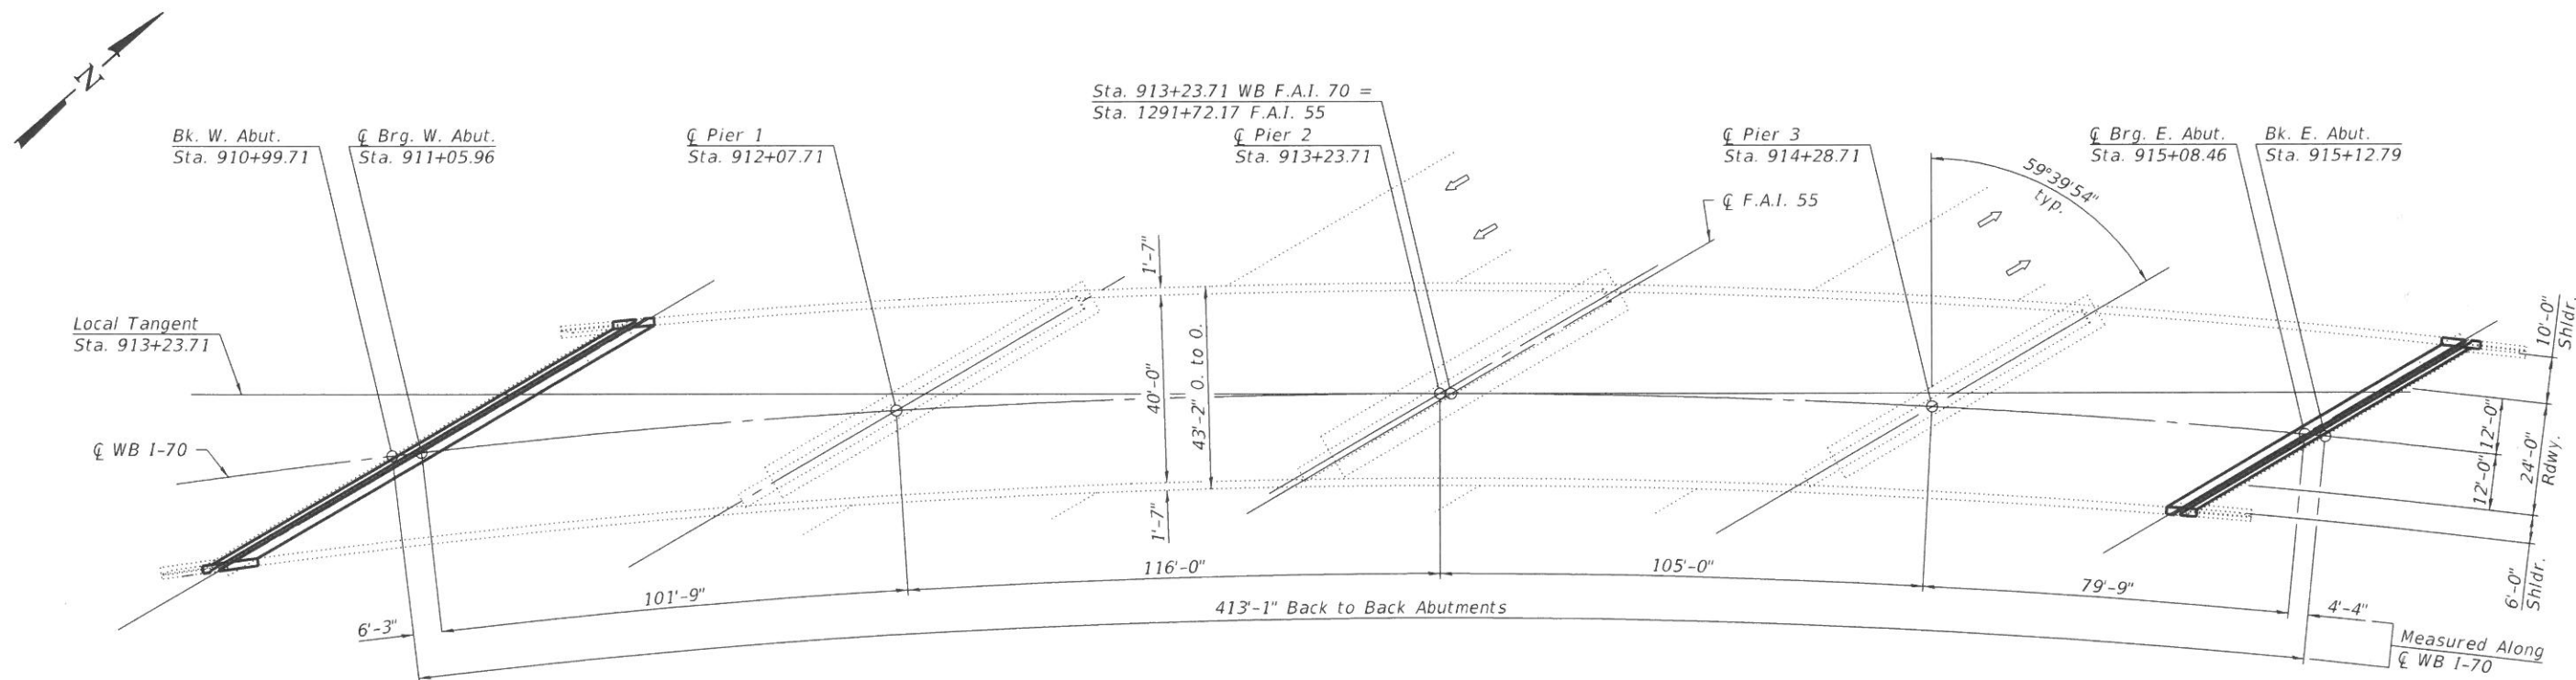 N
Sta. 913+23.71 WB F.A.I. 70 =
Sta. 1291+72.17 F.A.I. 55
Bk. W. Abut.
Sta. 910+99.71
℄ Brg. W. Abut.
Sta. 911+05.96
℄ Pier 1
Sta. 912+07.71
℄ Pier 2
Sta. 913+23.71
℄ Pier 3
Sta. 914+28.71
℄ Brg. E. Abut.
Sta. 915+08.46
Bk. E. Abut.
Sta. 915+12.79
59°39'54"
typ.
℄ F.A.I. 55
Local Tangent
Sta. 913+23.71
℄ WB I-70
1'-7"
40'-0"
43'-2" O. to O.
1'-7"
10'-0"
Shldr.
12'-0"
12'-0"
24'-0"
Rdwy.
6'-0"
Shldr.
6'-3"
101'-9"
116'-0"
105'-0"
79'-9"
4'-4"
413'-1" Back to Back Abutments
Measured Along
℄ WB I-70